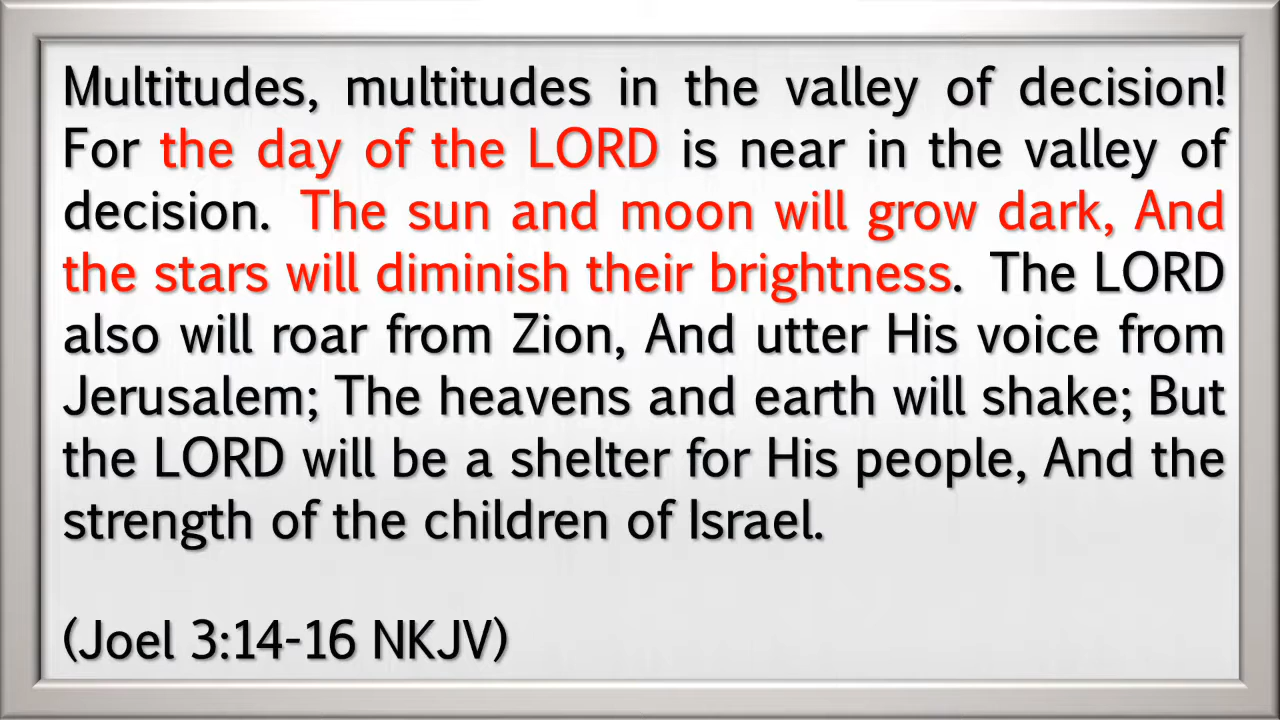 Multitudes, multitudes in the valley of decision!
For the day of the LORD is near in the valley of
decision. The sun and moon will grow dark, And
the stars will diminish their brightness. The LORD
also will roar from Zion, And utter His voice from
Jerusalem; The heavens and earth will shake; But
the LORD will be a shelter for His people, And the
strength of the children of Israel.
(Joel 3:14-16 NKJV)